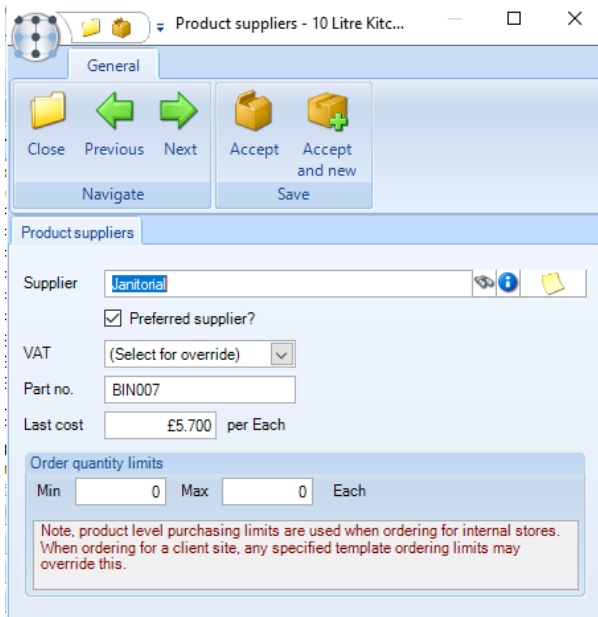 Product suppliers - 10 Litre Kitc...
General
Close Previous Next Accept Accept and new
Navigate Save
Product suppliers
Supplier Janitorial
Preferred supplier?
VAT (Select for override)
Part no. BIN007
Last cost £5.700 per Each
Order quantity limits
Min 0 Max 0 Each
Note, product level purchasing limits are used when ordering for internal stores.
When ordering for a client site, any specified template ordering limits may
override this.